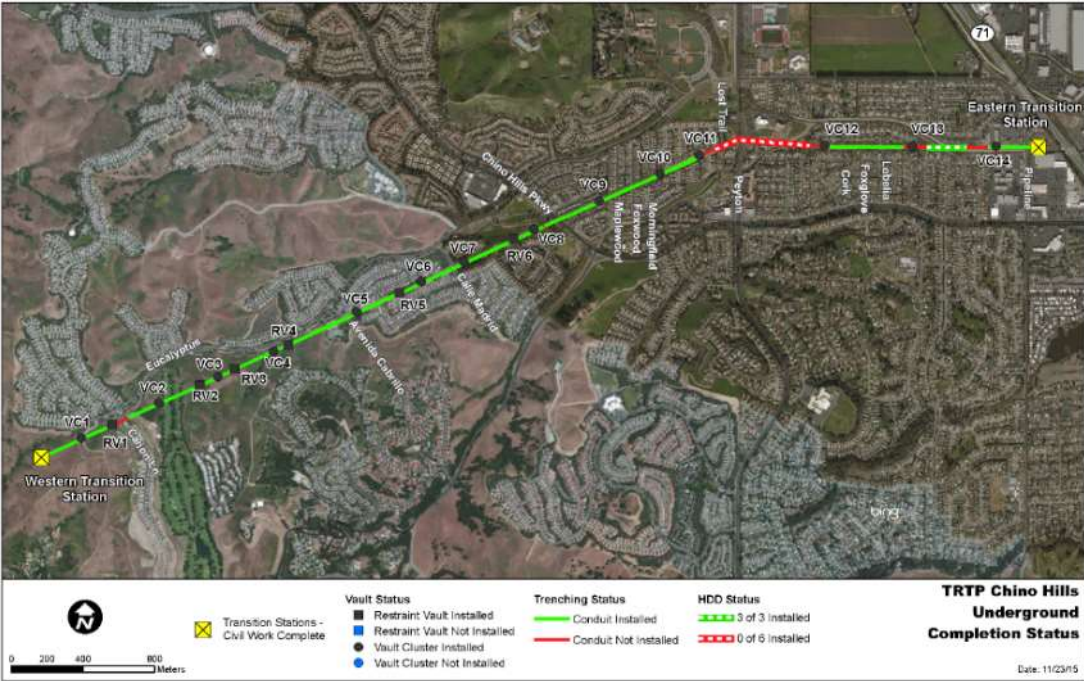 71
Eastern Transition
Station
Lost Trail
VC11
VC12
VC13
VC14
VC10
Chino Hills Pkwy
VC9
Peyton
Cork
Foxglove
Lobelia
Pipeline
Morningfield
Foxwood
Maplewood
VC8
RV6
VC7
VC6
Calle Madrid
RV5
VC5
Avenida Cabrillo
RV4
VC4
Eucalyptus
VC3
RV3
RV2
VC2
VC1
RV1
Western Transition
Station
bing
0 200 400 800
Meters
Transition Stations -
Civil Work Complete
Vault Status
Restraint Vault Installed
Restraint Vault Not Installed
Vault Cluster Installed
Vault Cluster Not Installed
Trenching Status
Conduit Installed
Conduit Not Installed
HDD Status
3 of 3 Installed
0 of 6 Installed
TRTP Chino Hills
Underground
Completion Status
Date: 11/23/15